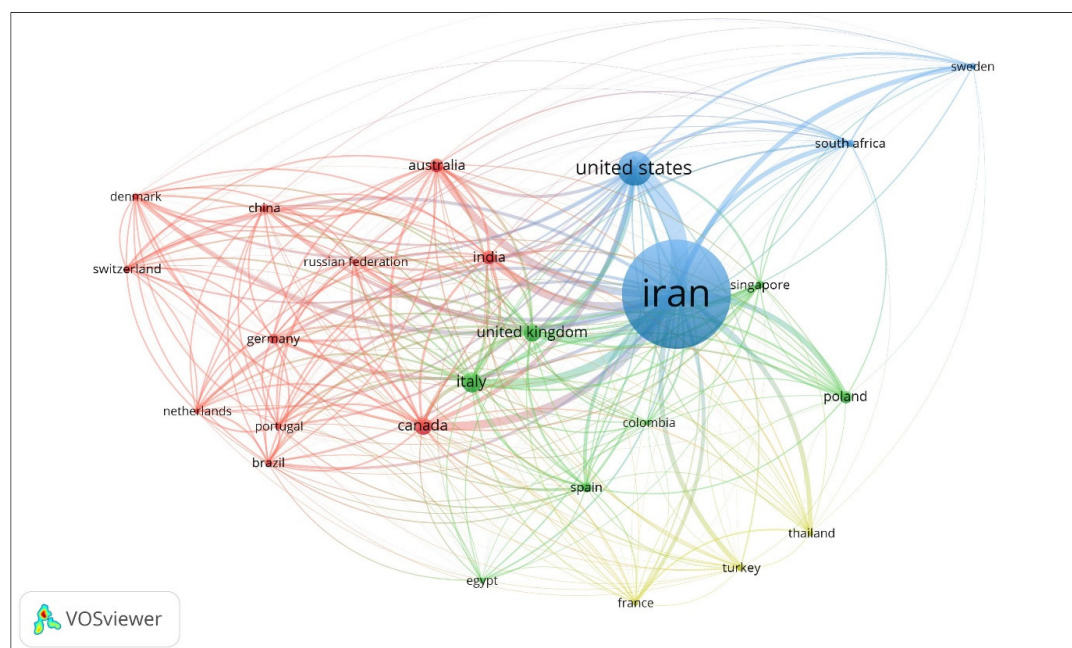 sweden
south africa
australia
united states
denmark
china
russian federation
india
switzerland
iran
singapore
germany
united kingdom
italy
poland
netherlands
portugal
canada
colombia
brazil
spain
thailand
egypt
turkey
france
VOSviewer